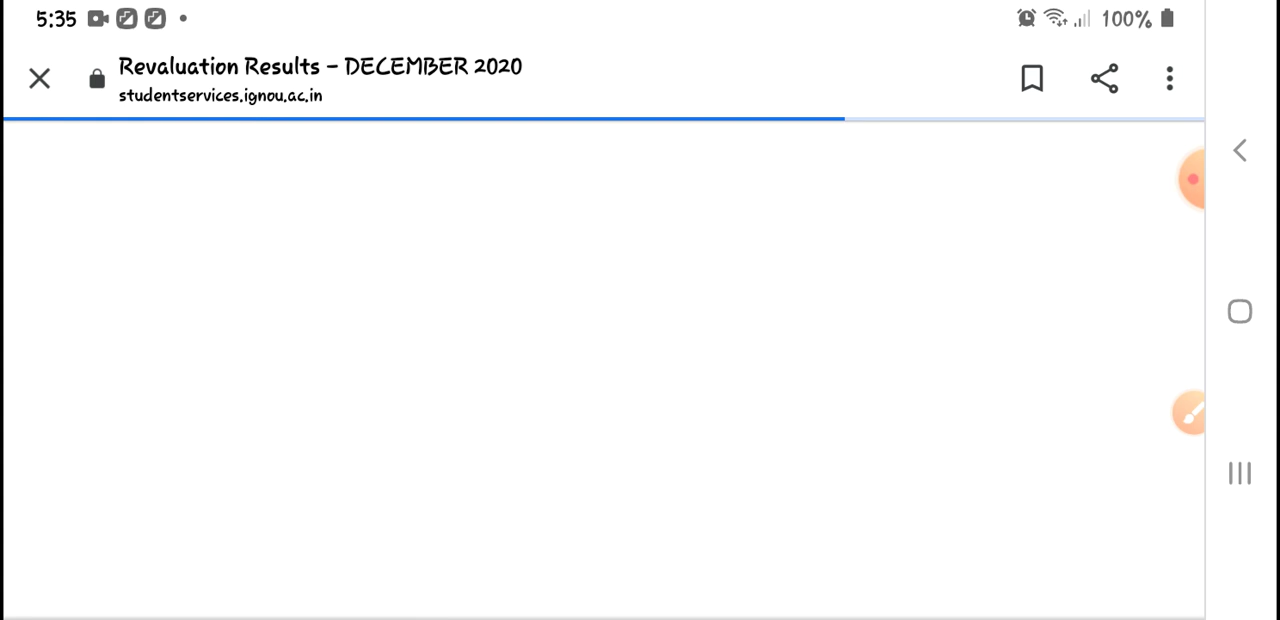 5:35
100%
Revaluation Results – DECEMBER 2020
studentservices.ignou.ac.in